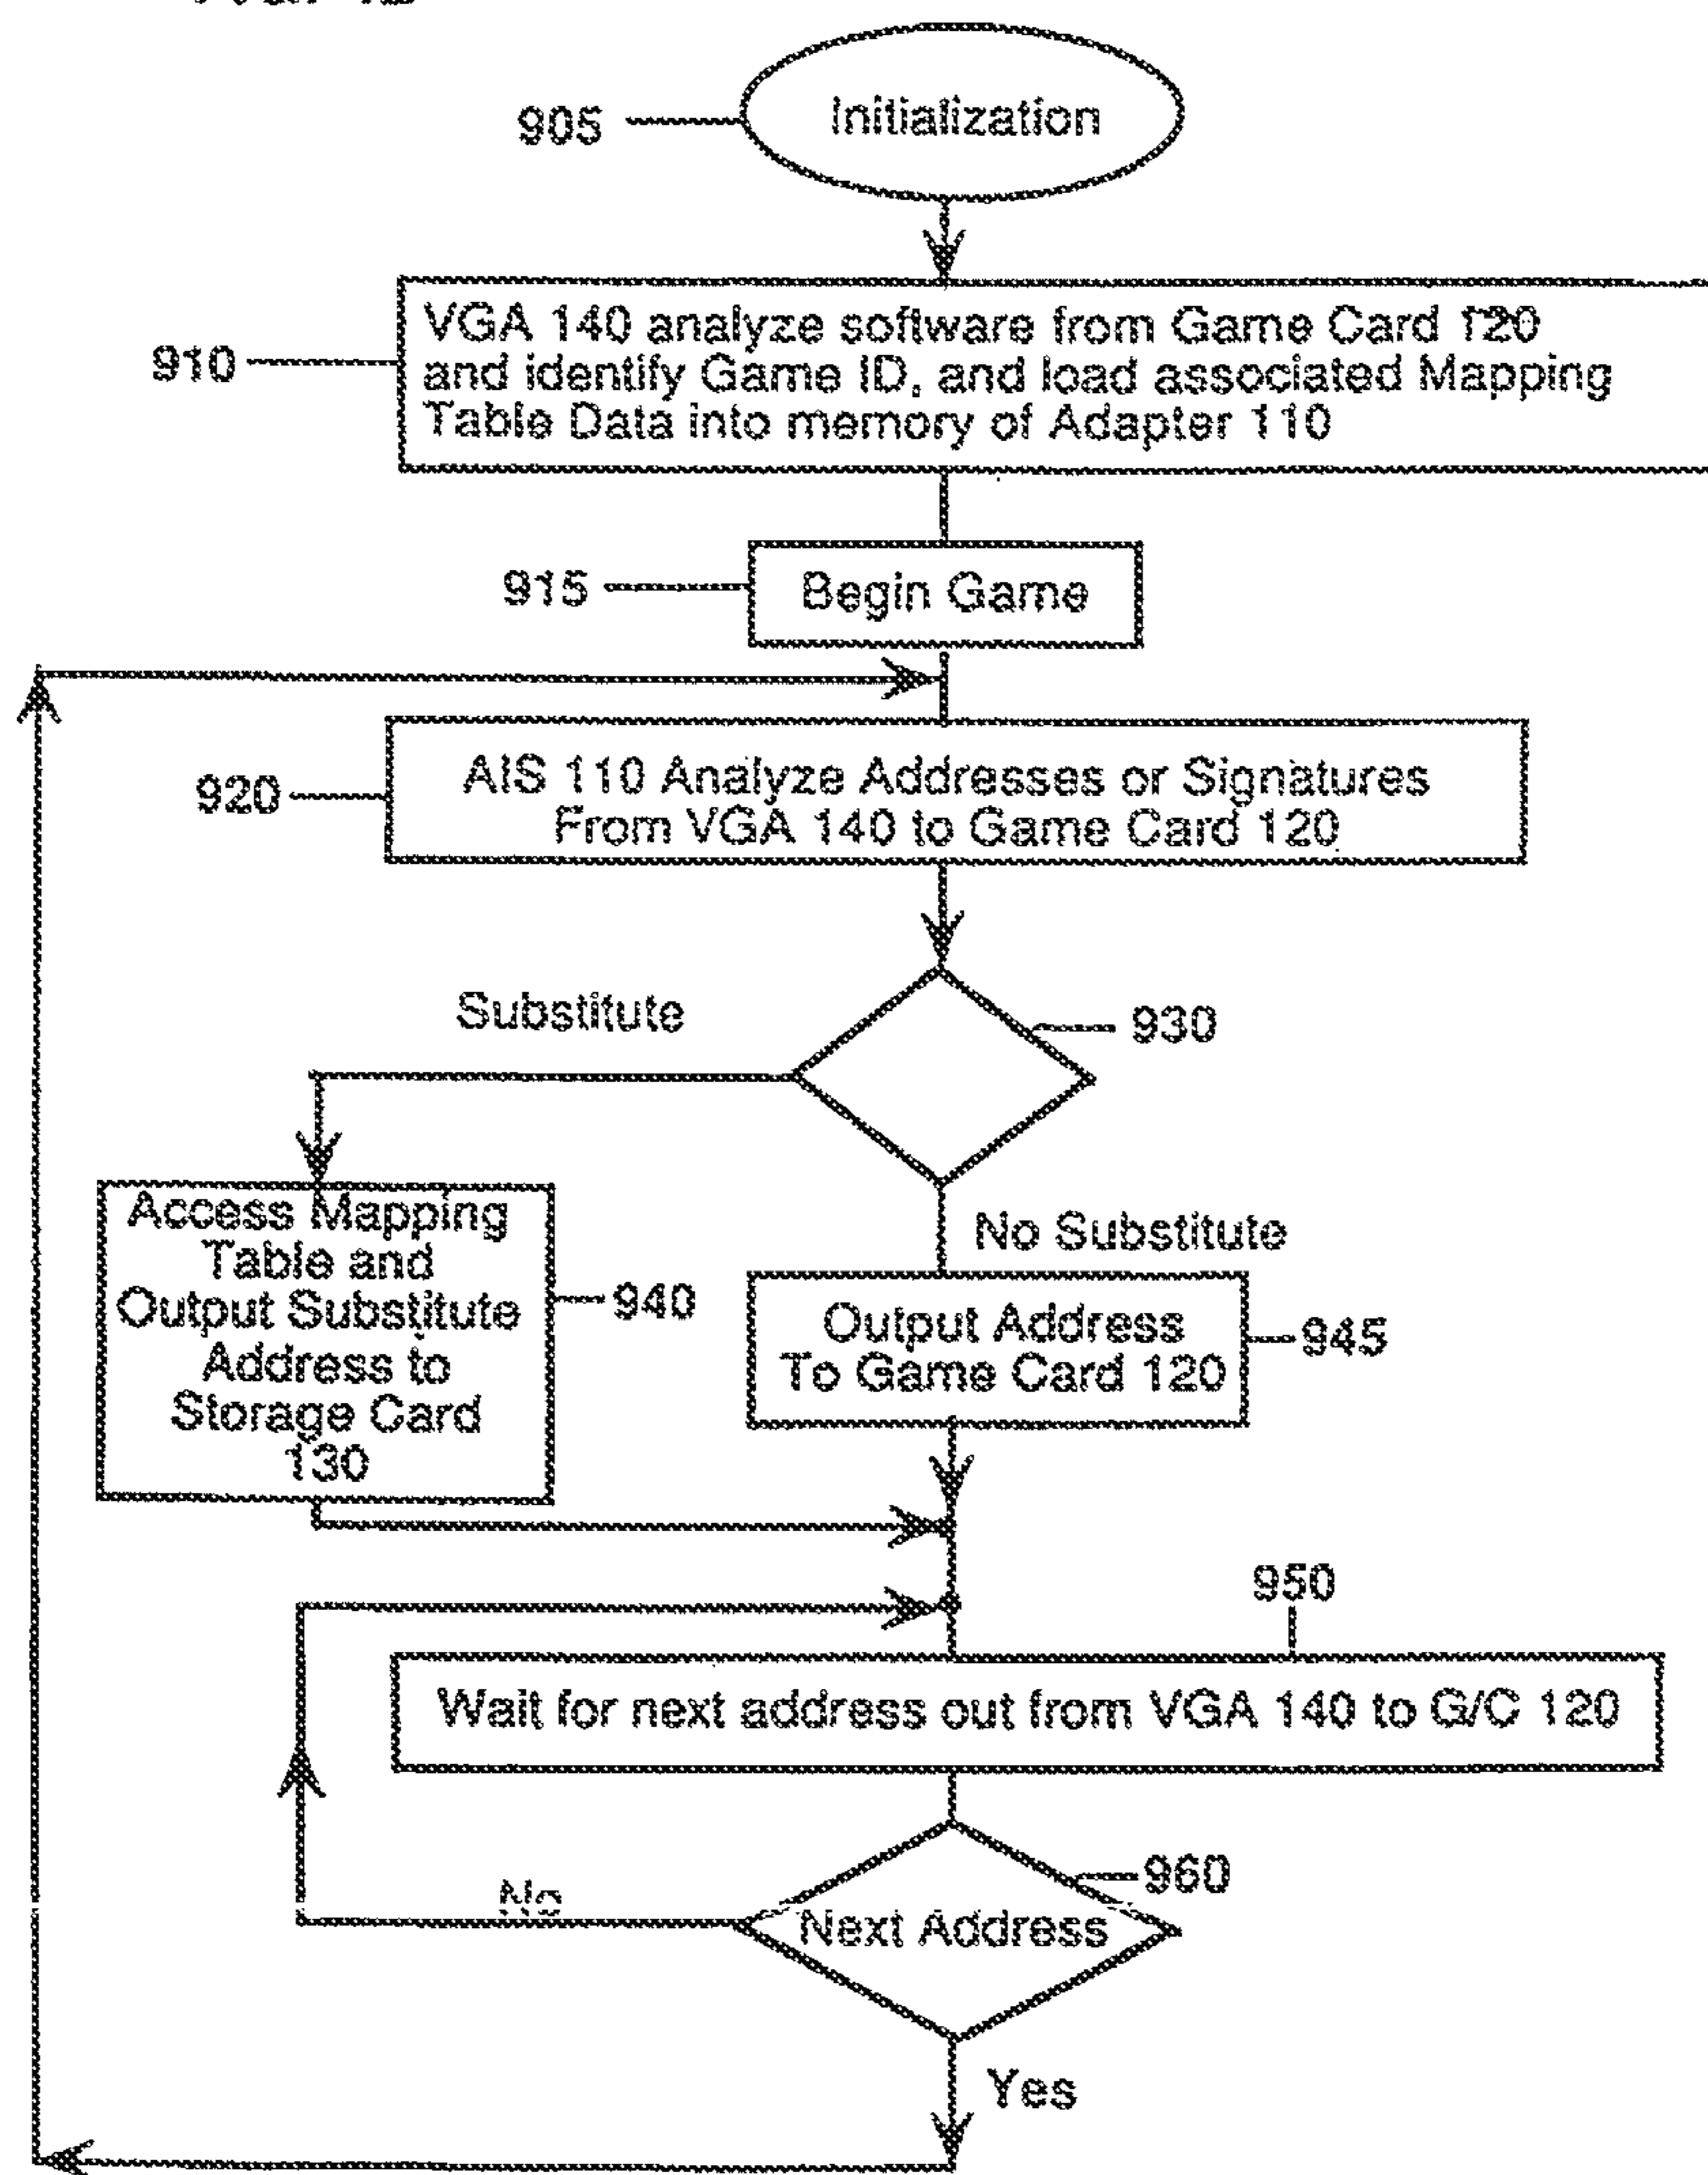 Initialization
905
VGA 140 analyze software from Game Card 120
and identify Game ID, and load associated Mapping
Table Data into memory of Adapter 110
910
Begin Game
915
AIS 110 Analyze Addresses or Signatures
From VGA 140 to Game Card 120
920
Substitute
930
Access Mapping
Table and
Output Substitute
Address to
Storage Card
130
940
No Substitute
Output Address
To Game Card 120
945
950
Wait for next address out from VGA 140 to G/C 120
960
No
Next Address
Yes